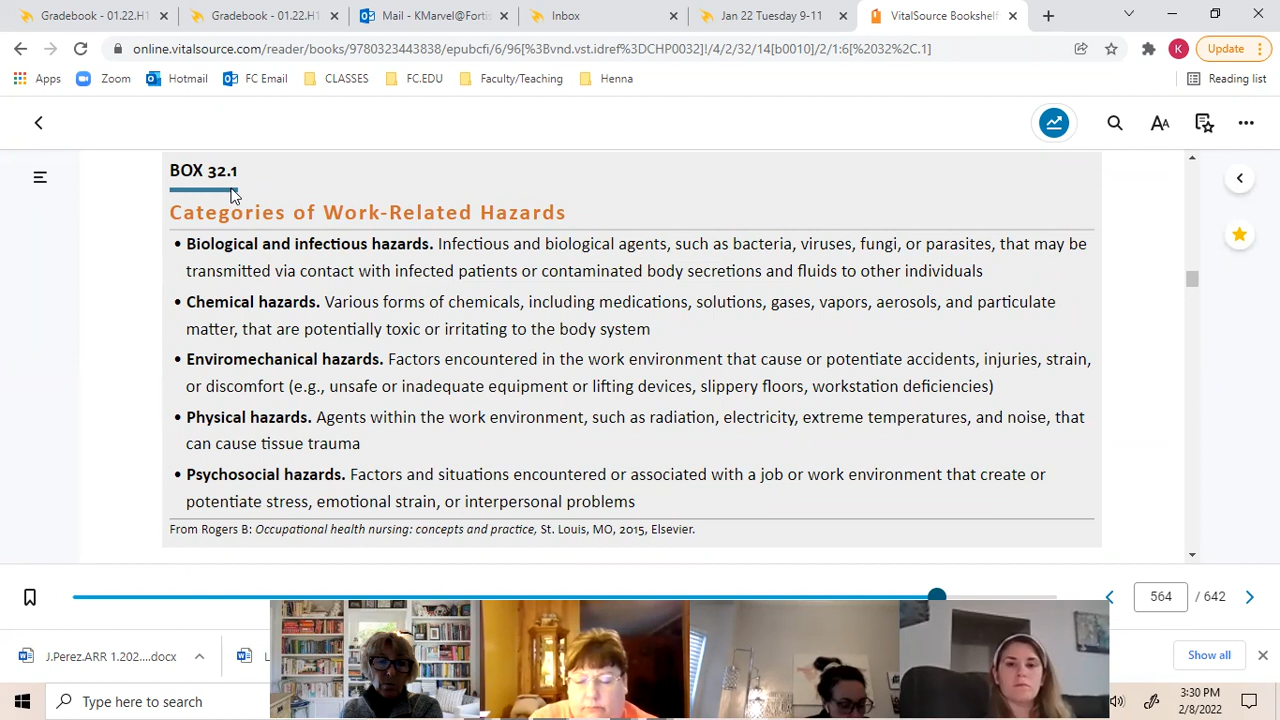 Gradebook - 01.22.H1
Gradebook - 01.22.H1
Mail - KMarvel@Fortis
Inbox
Jan 22 Tuesday 9-11
VitalSource Bookshelf
online.vitalsource.com/reader/books/9780323443838/epubcfi/6/96[%3Bvnd.vst.idref%3DCHP0032]!/4/2/32/14[b0010]/2/1:6[%2032%2C.1]
K
Update
Apps
Zoom
Hotmail
FC Email
CLASSES
FC.EDU
Faculty/Teaching
Henna
Reading list
AA
BOX 32.1
Categories of Work-Related Hazards
• Biological and infectious hazards. Infectious and biological agents, such as bacteria, viruses, fungi, or parasites, that may be
transmitted via contact with infected patients or contaminated body secretions and fluids to other individuals
• Chemical hazards. Various forms of chemicals, including medications, solutions, gases, vapors, aerosols, and particulate
matter, that are potentially toxic or irritating to the body system
• Enviromechanical hazards. Factors encountered in the work environment that cause or potentiate accidents, injuries, strain,
or discomfort (e.g., unsafe or inadequate equipment or lifting devices, slippery floors, workstation deficiencies)
• Physical hazards. Agents within the work environment, such as radiation, electricity, extreme temperatures, and noise, that
can cause tissue trauma
• Psychosocial hazards. Factors and situations encountered or associated with a job or work environment that create or
potentiate stress, emotional strain, or interpersonal problems
From Rogers B: Occupational health nursing: concepts and practice, St. Louis, MO, 2015, Elsevier.
564 / 642
J.Perez.ARR 1.202....docx
L
Show all
Type here to search
3:30 PM
2/8/2022